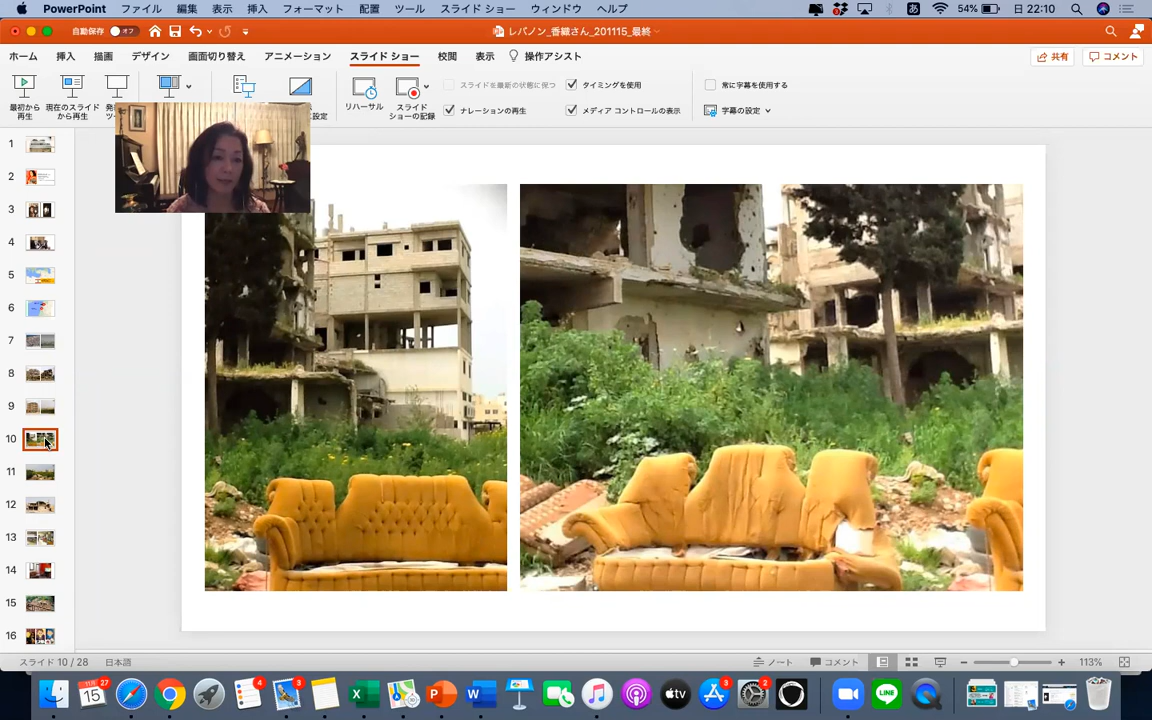 PowerPoint ファイル 編集 表示 挿入 フォーマット 配置 ツール スライド ショー ウィンドウ ヘルプ あ 54% 日 22:10
自動保存 オフ レバノン_香織さん_201115_最終
ホーム 挿入 描画 デザイン 画面切り替え アニメーション スライド ショー 校閲 表示 操作アシスト 共有 コメント
最初から
再生
現在のスライド
から再生
リハーサル
スライド
ショーの記録
スライドを最新の状態に保つ
ナレーションの再生
タイミングを使用
メディア コントロールの表示
常に字幕を使用する
字幕の設定
1
2
3
4
5
6
7
8
9
10
11
12
13
14
15
16
スライド 10 / 28 日本語 ノート コメント 113%
27
11月
15
4
3
X
P
W
tv
3
2
LINE